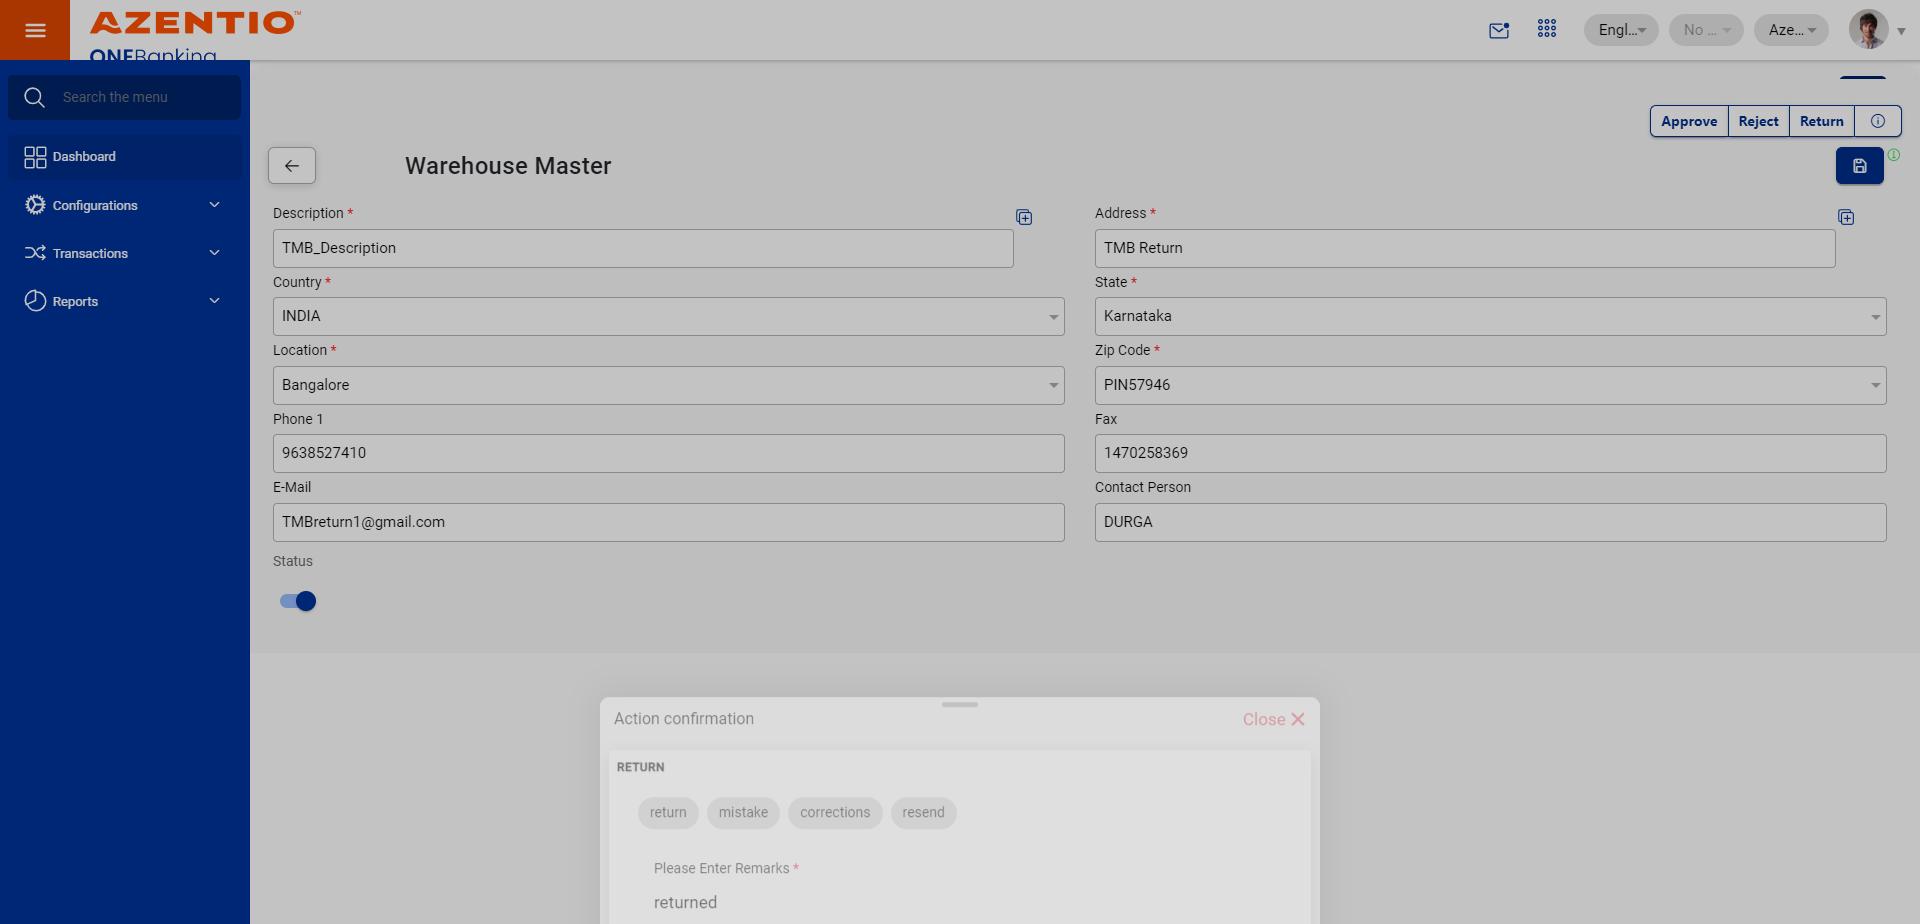 AZENTIO™
ONEBanking
Engl...
No ...
Aze...
Search the menu
Dashboard
Configurations
Transactions
Reports
Approve
Reject
Return
Warehouse Master
Description *
TMB_Description
Address *
TMB Return
Country *
INDIA
State *
Karnataka
Location *
Bangalore
Zip Code *
PIN57946
Phone 1
9638527410
Fax
1470258369
E-Mail
TMBreturn1@gmail.com
Contact Person
DURGA
Status
Action confirmation
Close
RETURN
return
mistake
corrections
resend
Please Enter Remarks *
returned